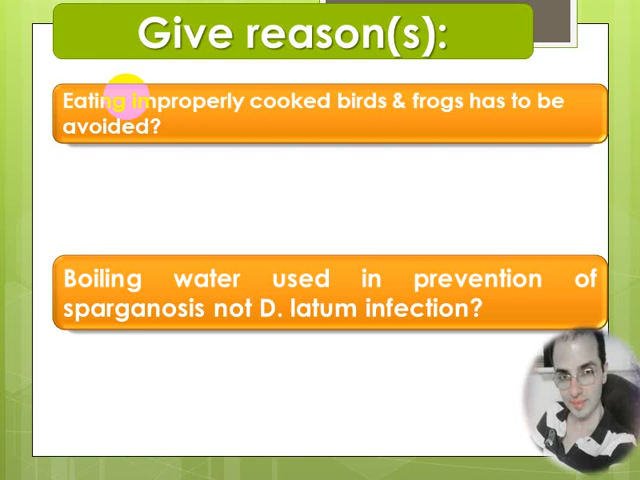 Give reason(s):
Eating improperly cooked birds & frogs has to be
avoided?
Boiling water used in prevention of
sparganosis not D. latum infection?